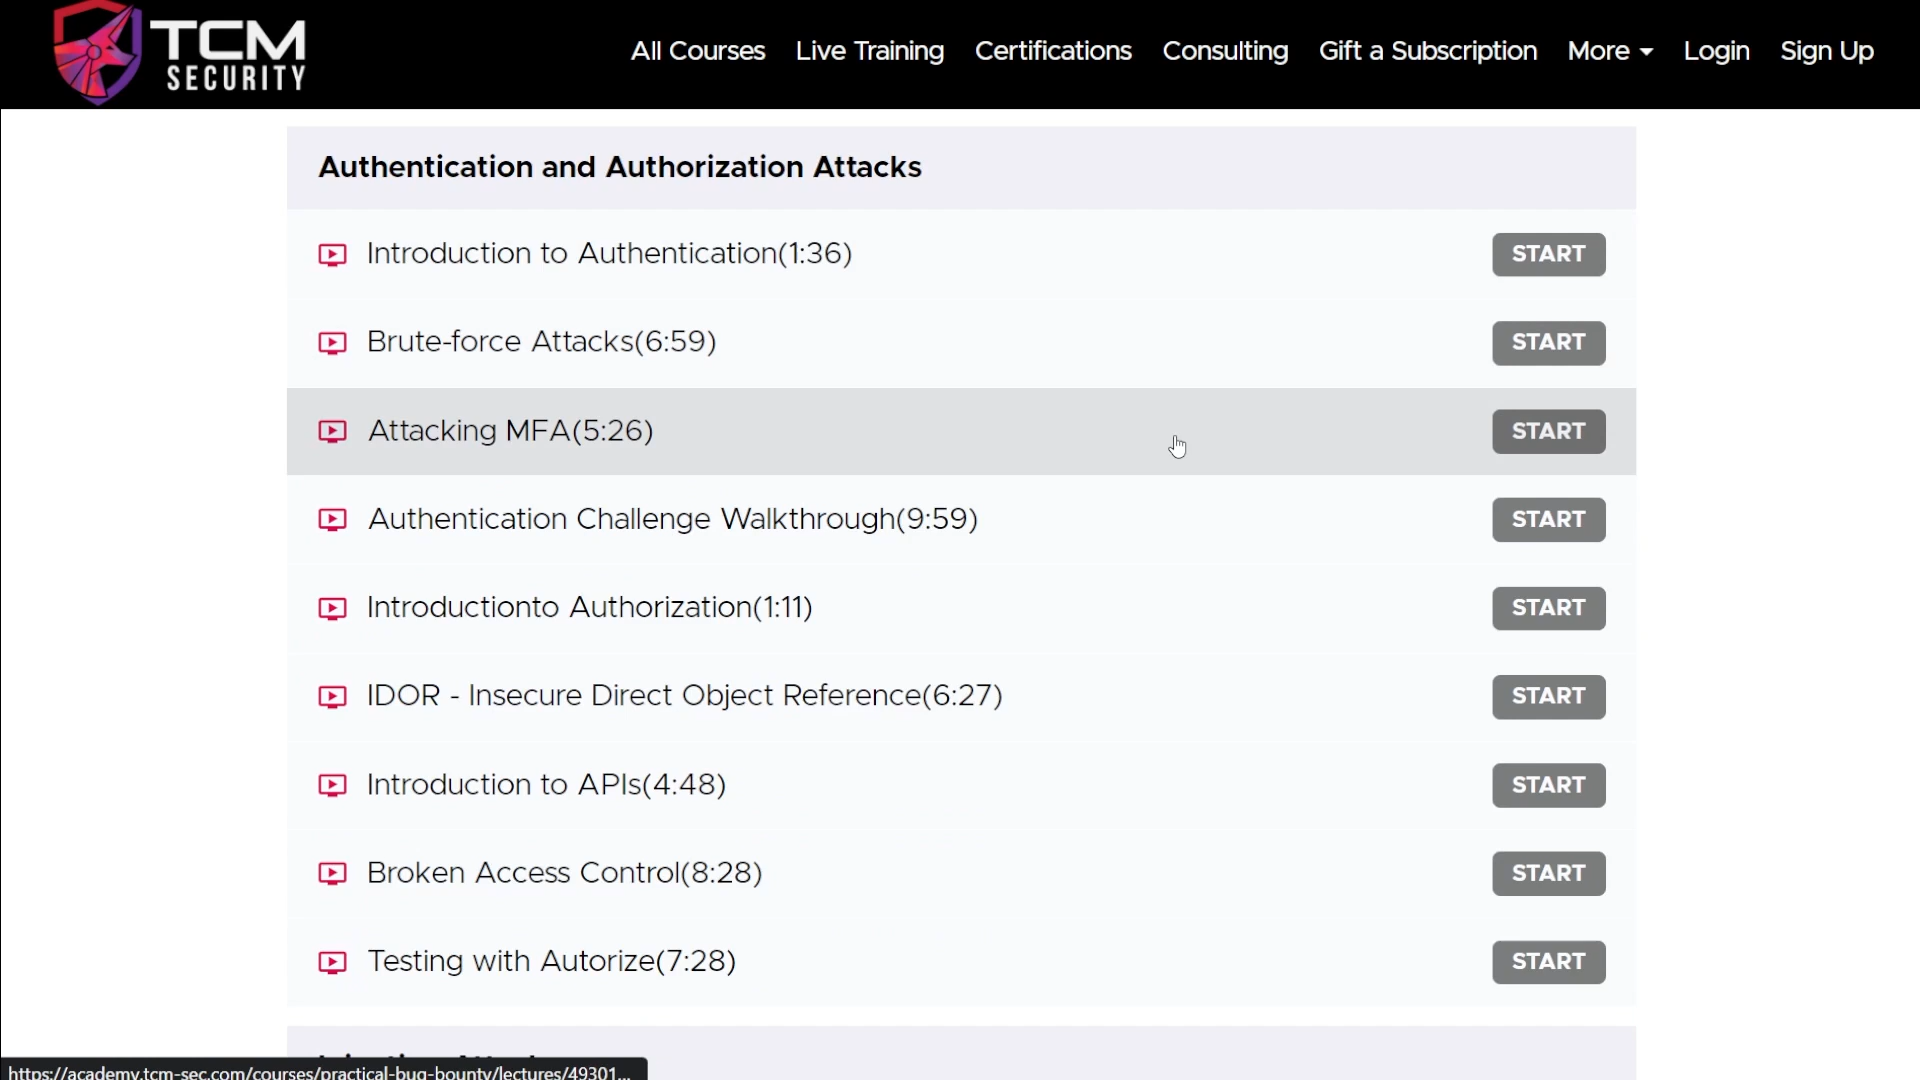 TCM
SECURITY
All Courses Live Training Certifications Consulting Gift a Subscription More Login Sign Up
Authentication and Authorization Attacks
Introduction to Authentication(1:36) START
Brute-force Attacks(6:59) START
Attacking MFA(5:26) START
Authentication Challenge Walkthrough(9:59) START
Introductionto Authorization(1:11) START
IDOR - Insecure Direct Object Reference(6:27) START
Introduction to APIs(4:48) START
Broken Access Control(8:28) START
Testing with Autorize(7:28) START
https://academy.tcm-sec.com/courses/practical-bug-bounty/lectures/49301...